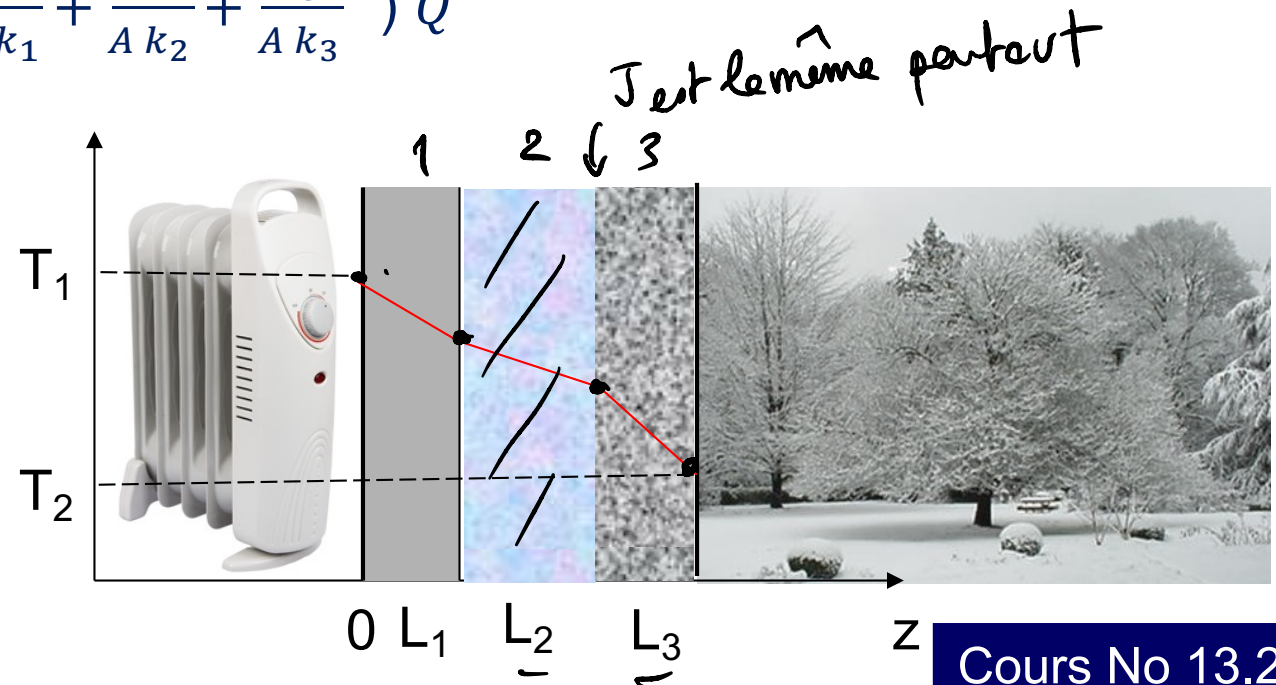 k₁ + A k₂ + A k₃ ) Q
J est le même partout
1 2 3
T₁
T₂
0 L₁ L₂ L₃ z
Cours No 13.2